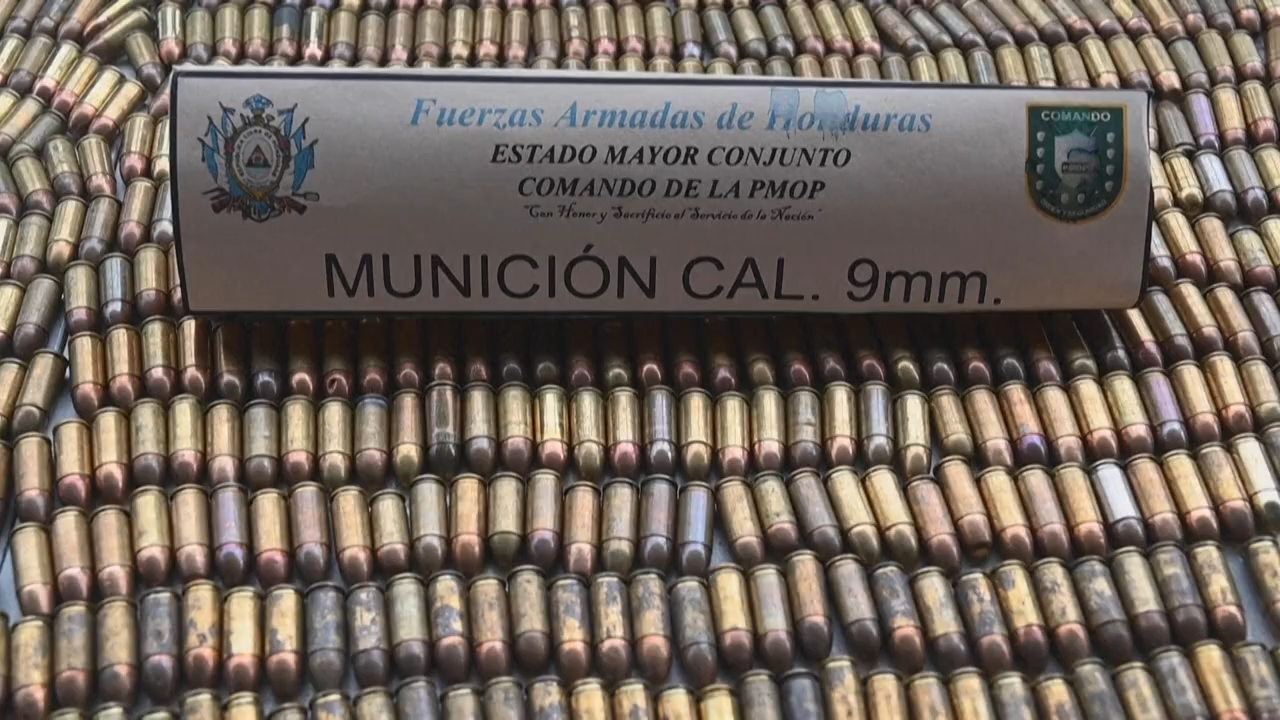 Fuerzas Armadas de Honduras
ESTADO MAYOR CONJUNTO
COMANDO DE LA PMOP
"Con Honor y Sacrificio al Servicio de la Nación"
COMANDO
MUNICIÓN CAL. 9mm.